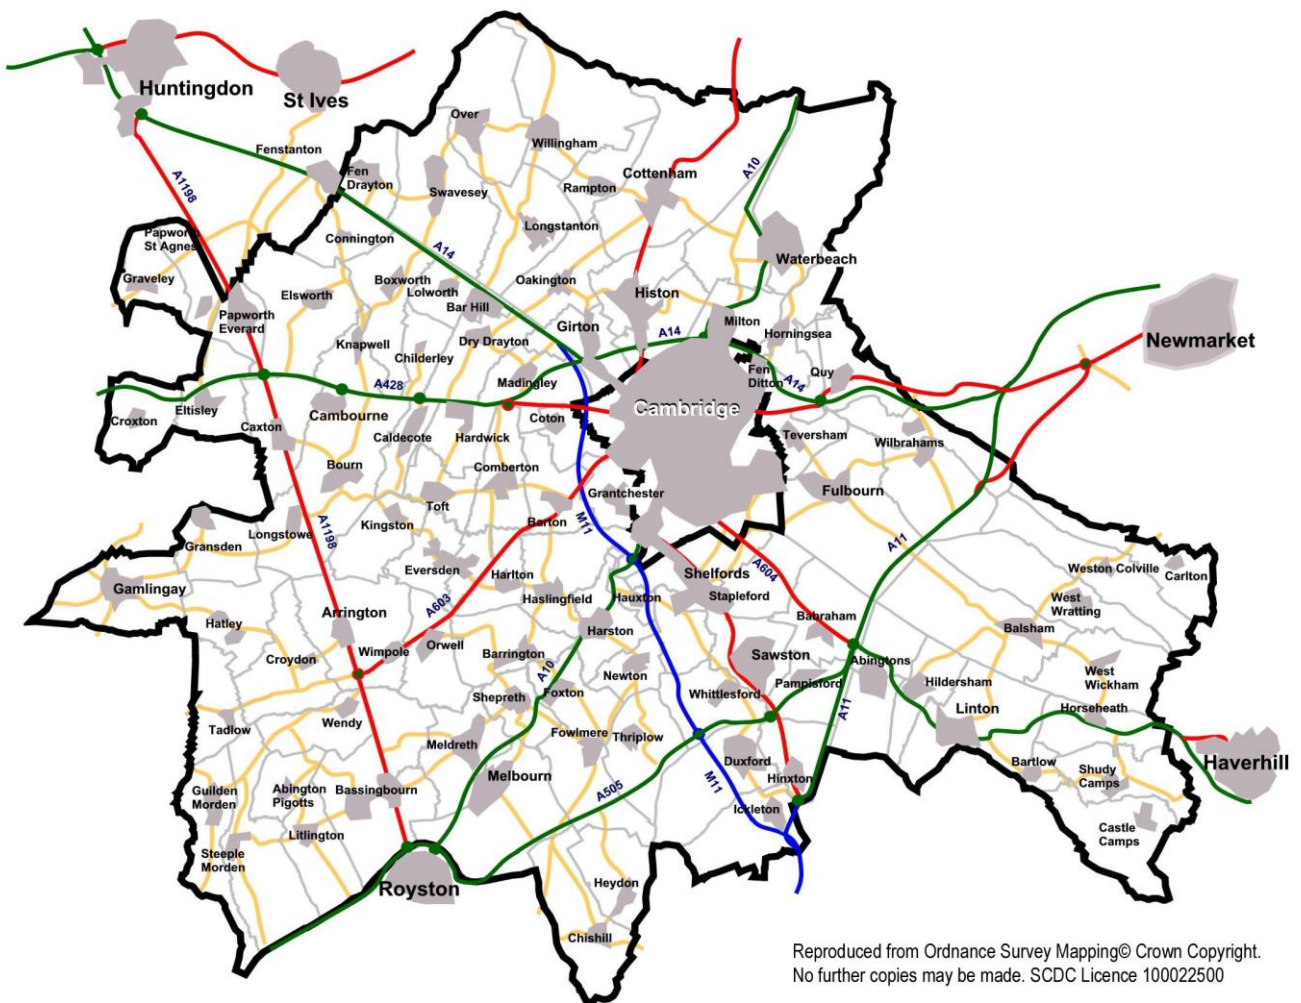 Huntingdon
St Ives
Over
Willingham
Fenstanton
Fen
Drayton
Cottenham
A10
A1198
Swavesey
Rampton
Papworth
St Agnes
Connington
A14
Longstanton
Waterbeach
Graveley
Elsworth
Boxworth
Lolworth
Bar Hill
Oakington
Histon
Papworth
Everard
Girton
A14
Milton
Horningsea
Newmarket
Knapwell
Childerley
Dry Drayton
Madingley
Fen
Ditton
A14
Quy
A428
Croxton
Eltisley
Cambourne
Cambridge
Caxton
Caldecote
Hardwick
Coton
Teversham
Wilbrahams
Bourn
Comberton
Grantchester
Fulbourn
Toft
Gransden
Longstowe
A1198
Kingston
Barton
M11
A11
Gamlingay
Eversden
Harlton
Haslingfield
Hauxton
Shelfords
A604
Stapleford
Weston Colville
Carlton
West
Wratting
Hatley
Arrington
A603
Harston
Babraham
Balsham
Croydon
Wimpole
Orwell
Barrington
A10
Newton
Sawston
Abingtons
Pampisford
Hildersham
West
Wickham
Shepreth
Foxton
Whittlesford
A11
Linton
Horseheath
Tadlow
Wendy
Meldreth
Fowlmere
Thriplow
Duxford
Bartlow
Shudy
Camps
Haverhill
Guilden
Morden
Abington
Pigotts
Bassingbourn
Melbourn
A505
M11
Hinxton
Ickleton
Litlington
Castle
Camps
Steeple
Morden
Royston
Heydon
Chishill
Reproduced from Ordnance Survey Mapping© Crown Copyright.
No further copies may be made. SCDC Licence 100022500